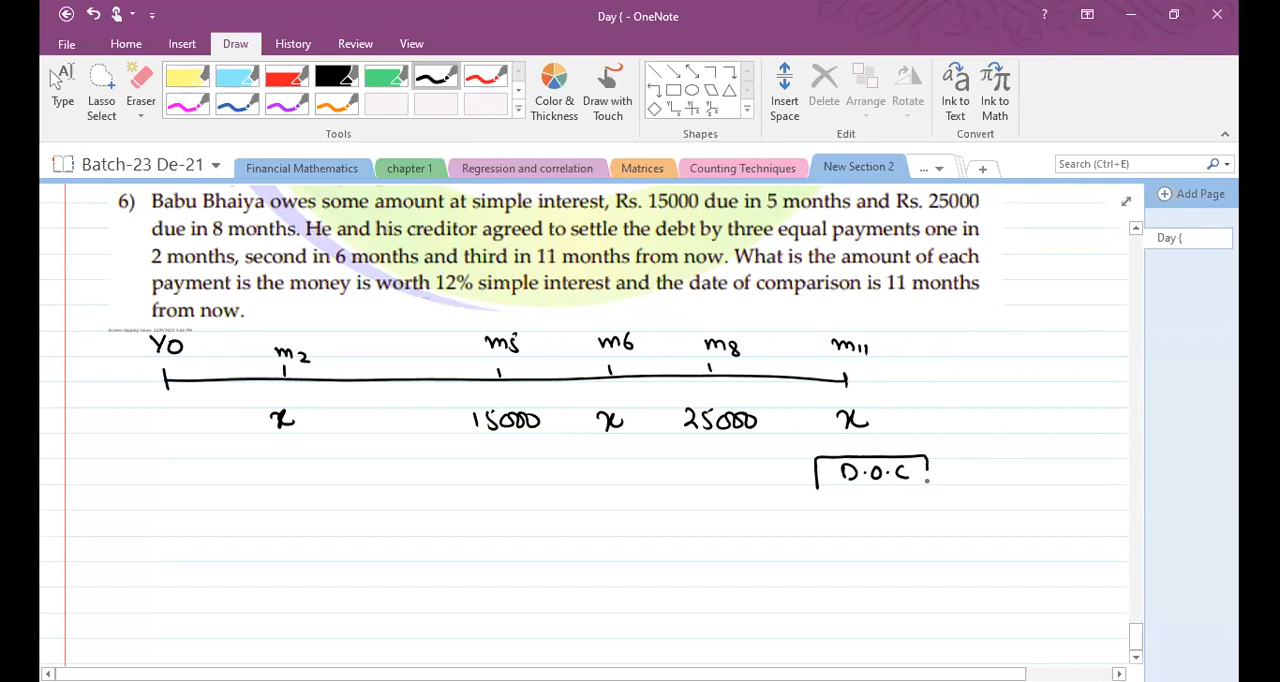 Day { - OneNote
?
File Home Insert Draw History Review View
Type Lasso Select Eraser Color & Thickness Draw with Touch Insert Space Delete Arrange Rotate Ink to Text Ink to Math
Tools Shapes Edit Convert
Batch-23 De-21 Financial Mathematics chapter 1 Regression and correlation Matrices Counting Techniques New Section 2 ... Search (Ctrl+E)
Add Page
Day {
6) Babu Bhaiya owes some amount at simple interest, Rs. 15000 due in 5 months and Rs. 25000
due in 8 months. He and his creditor agreed to settle the debt by three equal payments one in
2 months, second in 6 months and third in 11 months from now. What is the amount of each
payment is the money is worth 12% simple interest and the date of comparison is 11 months
from now.
Y0 m2 m5 m6 m8 m11
x 15000 x 25000 x
D.O.C